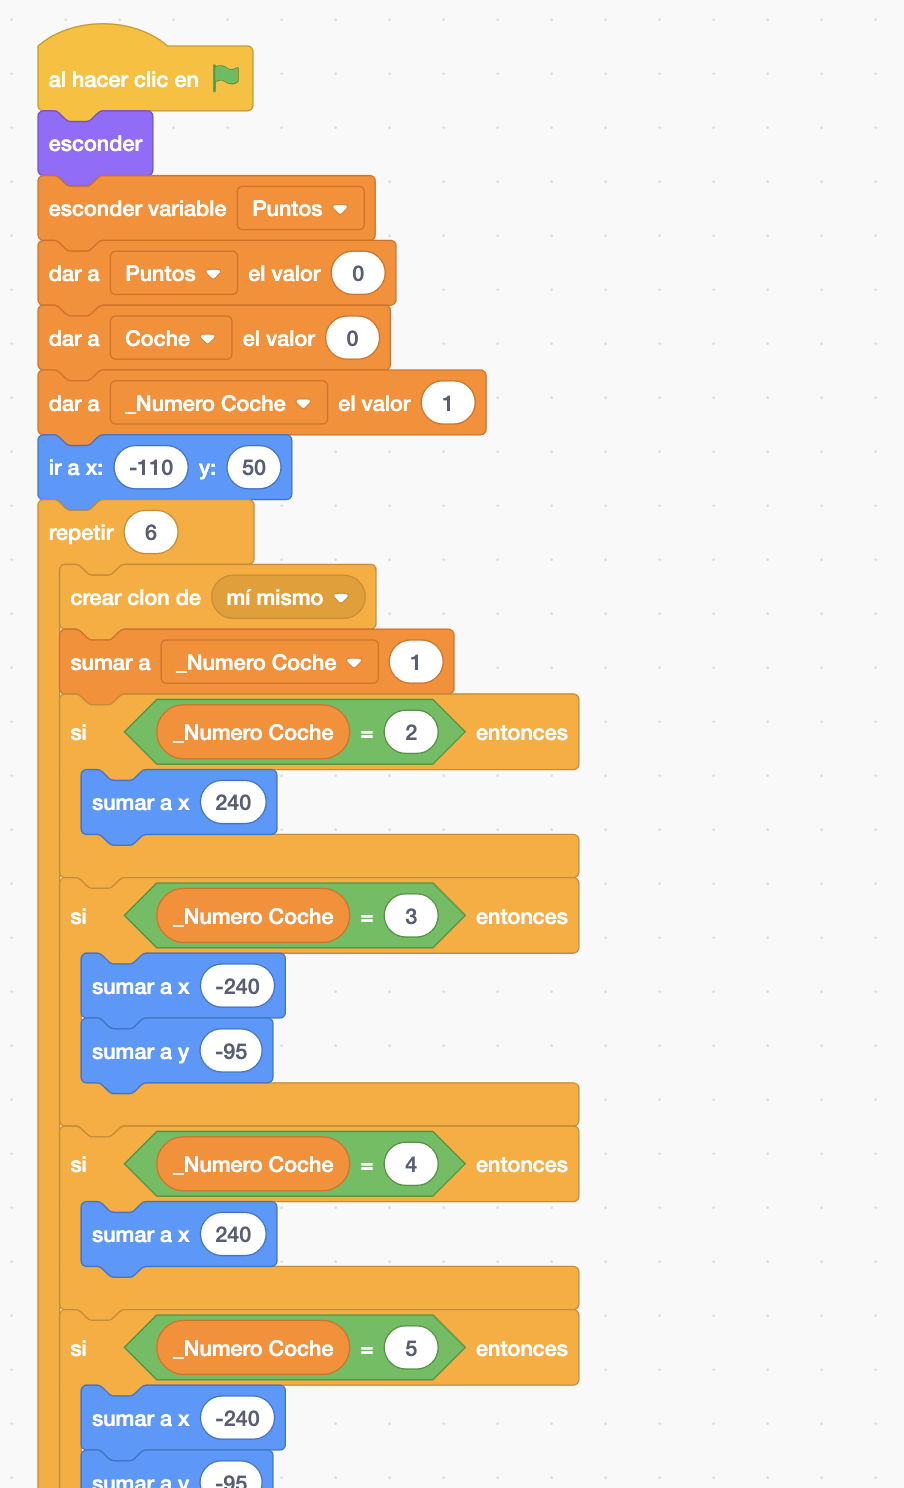 al hacer clic en
esconder
esconder variable Puntos
dar a Puntos el valor 0
dar a Coche el valor 0
dar a _Numero Coche el valor 1
ir a x: -110 y: 50
repetir 6
crear clon de mí mismo
sumar a _Numero Coche 1
si _Numero Coche = 2 entonces
sumar a x 240
si _Numero Coche = 3 entonces
sumar a x -240
sumar a y -95
si _Numero Coche = 4 entonces
sumar a x 240
si _Numero Coche = 5 entonces
sumar a x -240
sumar a y -95